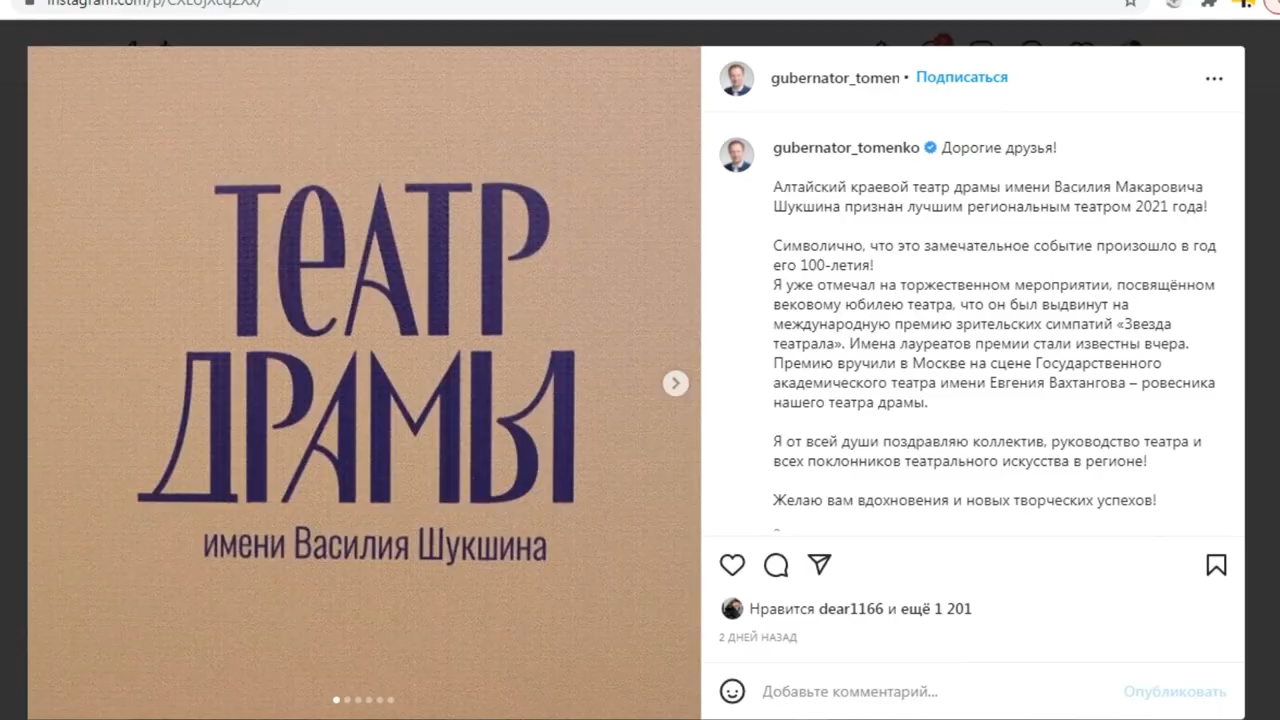 ТЕАТР
ДРАМЫ
имени Василия Шукшина
gubernator_tomen • Подписаться
gubernator_tomenko Дорогие друзья!
Алтайский краевой театр драмы имени Василия Макаровича
Шукшина признан лучшим региональным театром 2021 года!
Символично, что это замечательное событие произошло в год
его 100-летия!
Я уже отмечал на торжественном мероприятии, посвящённом
вековому юбилею театра, что он был выдвинут на
международную премию зрительских симпатий «Звезда
театрала». Имена лауреатов премии стали известны вчера.
Премию вручили в Москве на сцене Государственного
академического театра имени Евгения Вахтангова – ровесника
нашего театра драмы.
Я от всей души поздравляю коллектив, руководство театра и
всех поклонников театрального искусства в регионе!
Желаю вам вдохновения и новых творческих успехов!
Нравится dear1166 и ещё 1 201
2 ДНЕЙ НАЗАД
Добавьте комментарий...
Опубликовать